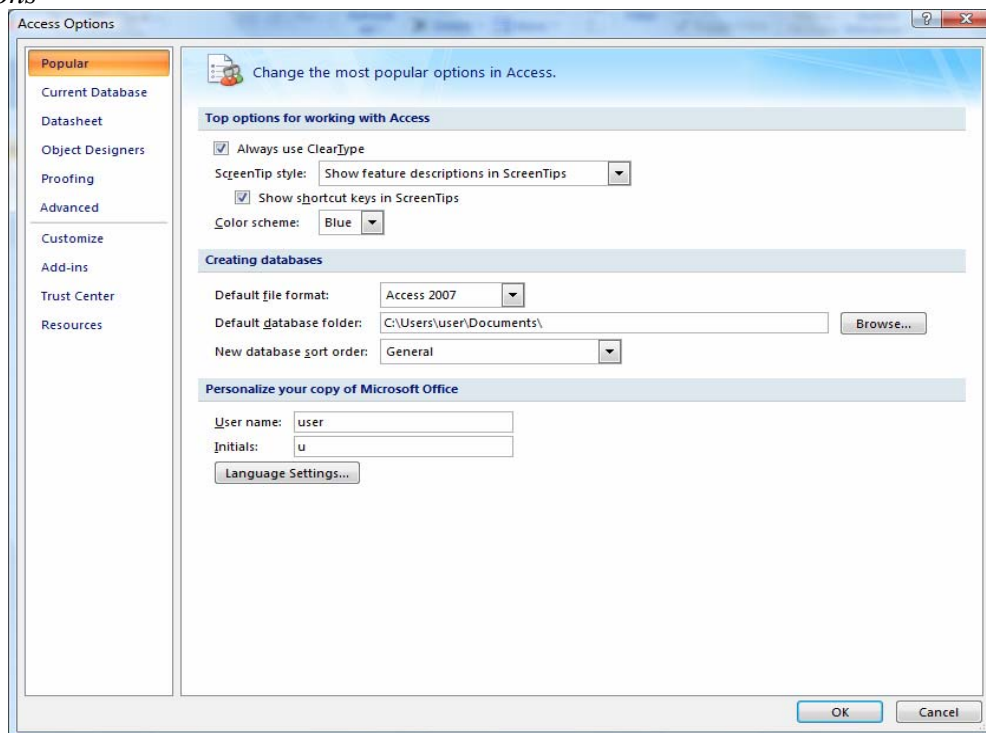 Access Options
Popular
Current Database
Datasheet
Object Designers
Proofing
Advanced
Customize
Add-ins
Trust Center
Resources
Change the most popular options in Access.
Top options for working with Access
Always use ClearType
ScreenTip style: Show feature descriptions in ScreenTips
Show shortcut keys in ScreenTips
Color scheme: Blue
Creating databases
Default file format: Access 2007
Default database folder: C:\Users\user\Documents\ Browse...
New database sort order: General
Personalize your copy of Microsoft Office
User name: user
Initials: u
Language Settings...
OK Cancel